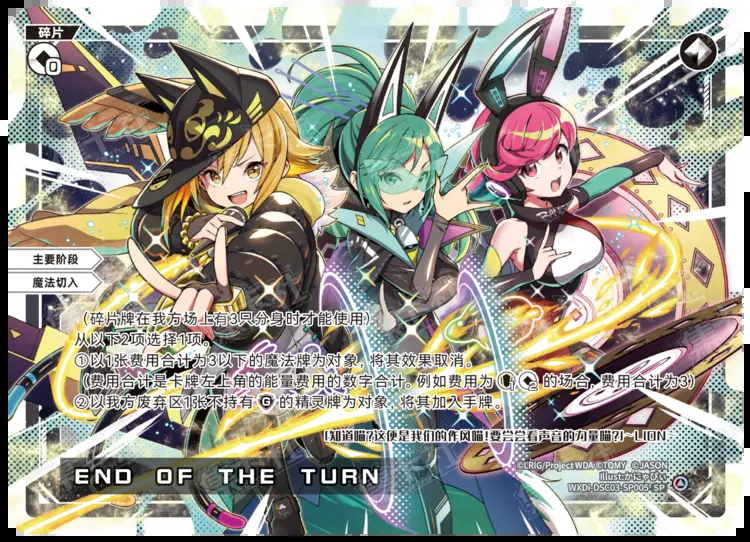 碎片
0
主要阶段
魔法切入
（碎片牌在我方场上有3只分身时才能使用）
从以下2项选择1项。
①以1张费用合计为3以下的魔法牌为对象，将其效果取消。
（费用合计是卡牌左上角的能量费用的数字合计。例如费用为 1 2 的场合，费用合计为3）
②以我方废弃区1张不持有 G 的精灵牌为对象，将其加入手牌。
「知道喵?这便是我们的作风喵!要尝尝看声音的力量喵?」~LION
END OF THE TURN
©LRIG/Project WDA ©TOMY ©JASON
Illust:かにゃぴぃ
WXDi-DSC03-SP005 SP